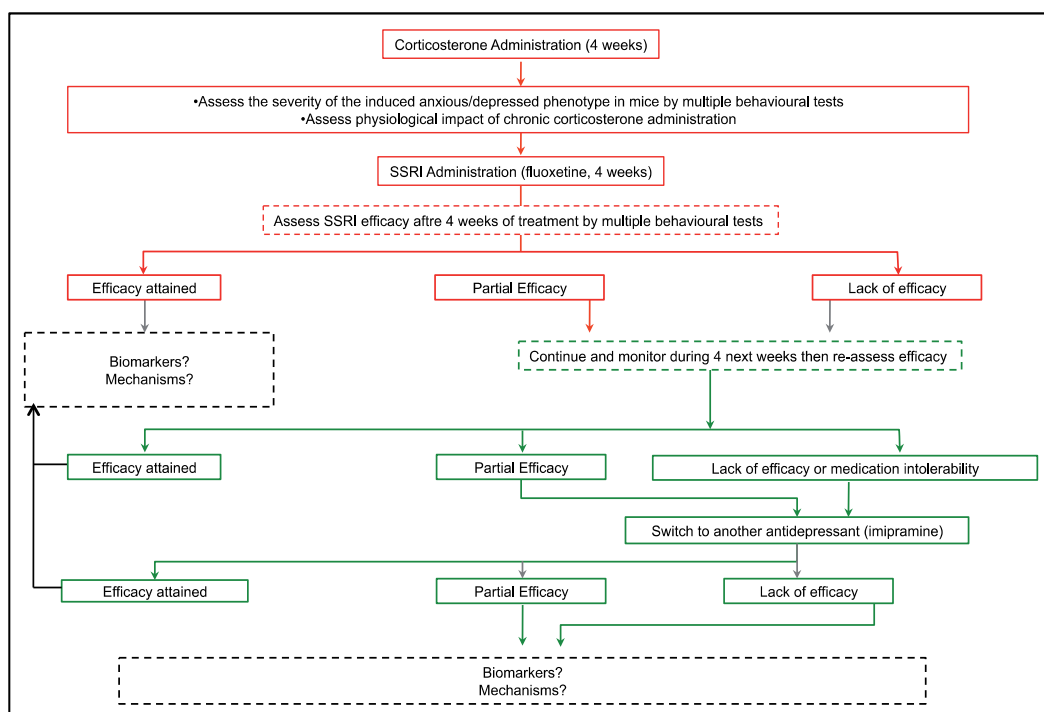 Corticosterone Administration (4 weeks)
•Assess the severity of the induced anxious/depressed phenotype in mice by multiple behavioural tests
•Assess physiological impact of chronic corticosterone administration
SSRI Administration (fluoxetine, 4 weeks)
Assess SSRI efficacy aftre 4 weeks of treatment by multiple behavioural tests
Efficacy attained
Partial Efficacy
Lack of efficacy
Biomarkers?
Mechanisms?
Continue and monitor during 4 next weeks then re-assess efficacy
Efficacy attained
Partial Efficacy
Lack of efficacy or medication intolerability
Switch to another antidepressant (imipramine)
Efficacy attained
Partial Efficacy
Lack of efficacy
Biomarkers?
Mechanisms?